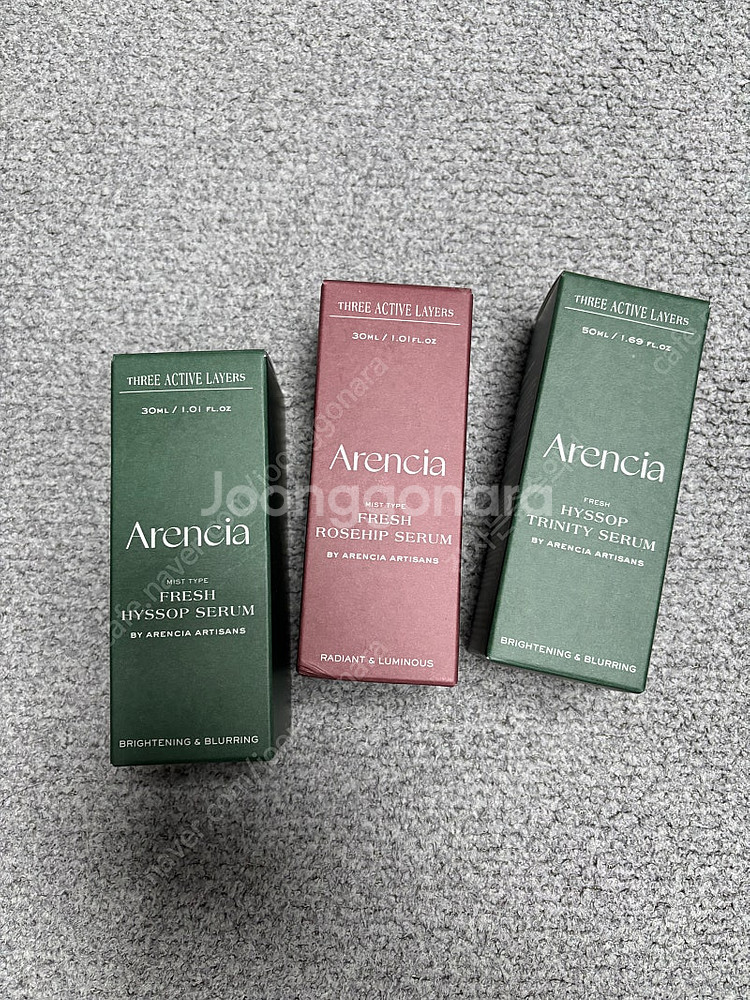 THREE ACTIVE LAYERS
30ML / 1.01 FL.OZ
Arencia
MIST TYPE
FRESH
HYSSOP SERUM
BY ARENCIA ARTISANS
BRIGHTENING & BLURRING
THREE ACTIVE LAYERS
30ML / 1.01FL.OZ
Arencia
MIST TYPE
FRESH
ROSEHIP SERUM
BY ARENCIA ARTISANS
RADIANT & LUMINOUS
THREE ACTIVE LAYERS
50ML / 1.69 FL.OZ
Arencia
FRESH
HYSSOP
TRINITY SERUM
BY ARENCIA ARTISANS
BRIGHTENING & BLURRING
Joonggonara